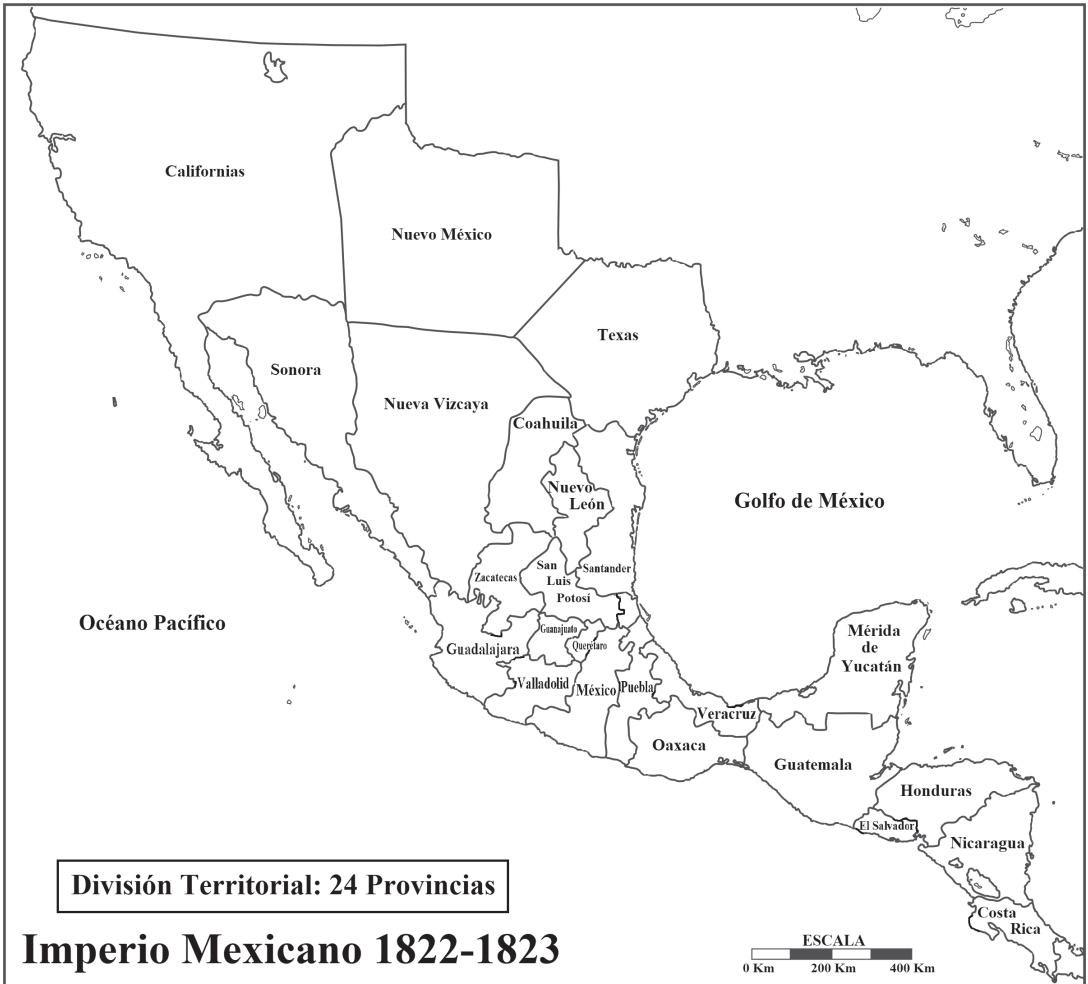 Californias
Nuevo México
Texas
Sonora
Nueva Vizcaya
Coahuila
Nuevo
León
Golfo de México
San
Luis
Potosí
Santander
Zacatecas
Océano Pacífico
Guanajuato
Querétaro
Guadalajara
Valladolid
México
Puebla
Mérida
de
Yucatán
Veracruz
Oaxaca
Guatemala
Honduras
El Salvador
Nicaragua
Costa
Rica
División Territorial: 24 Provincias
Imperio Mexicano 1822-1823
ESCALA
0 Km 200 Km 400 Km